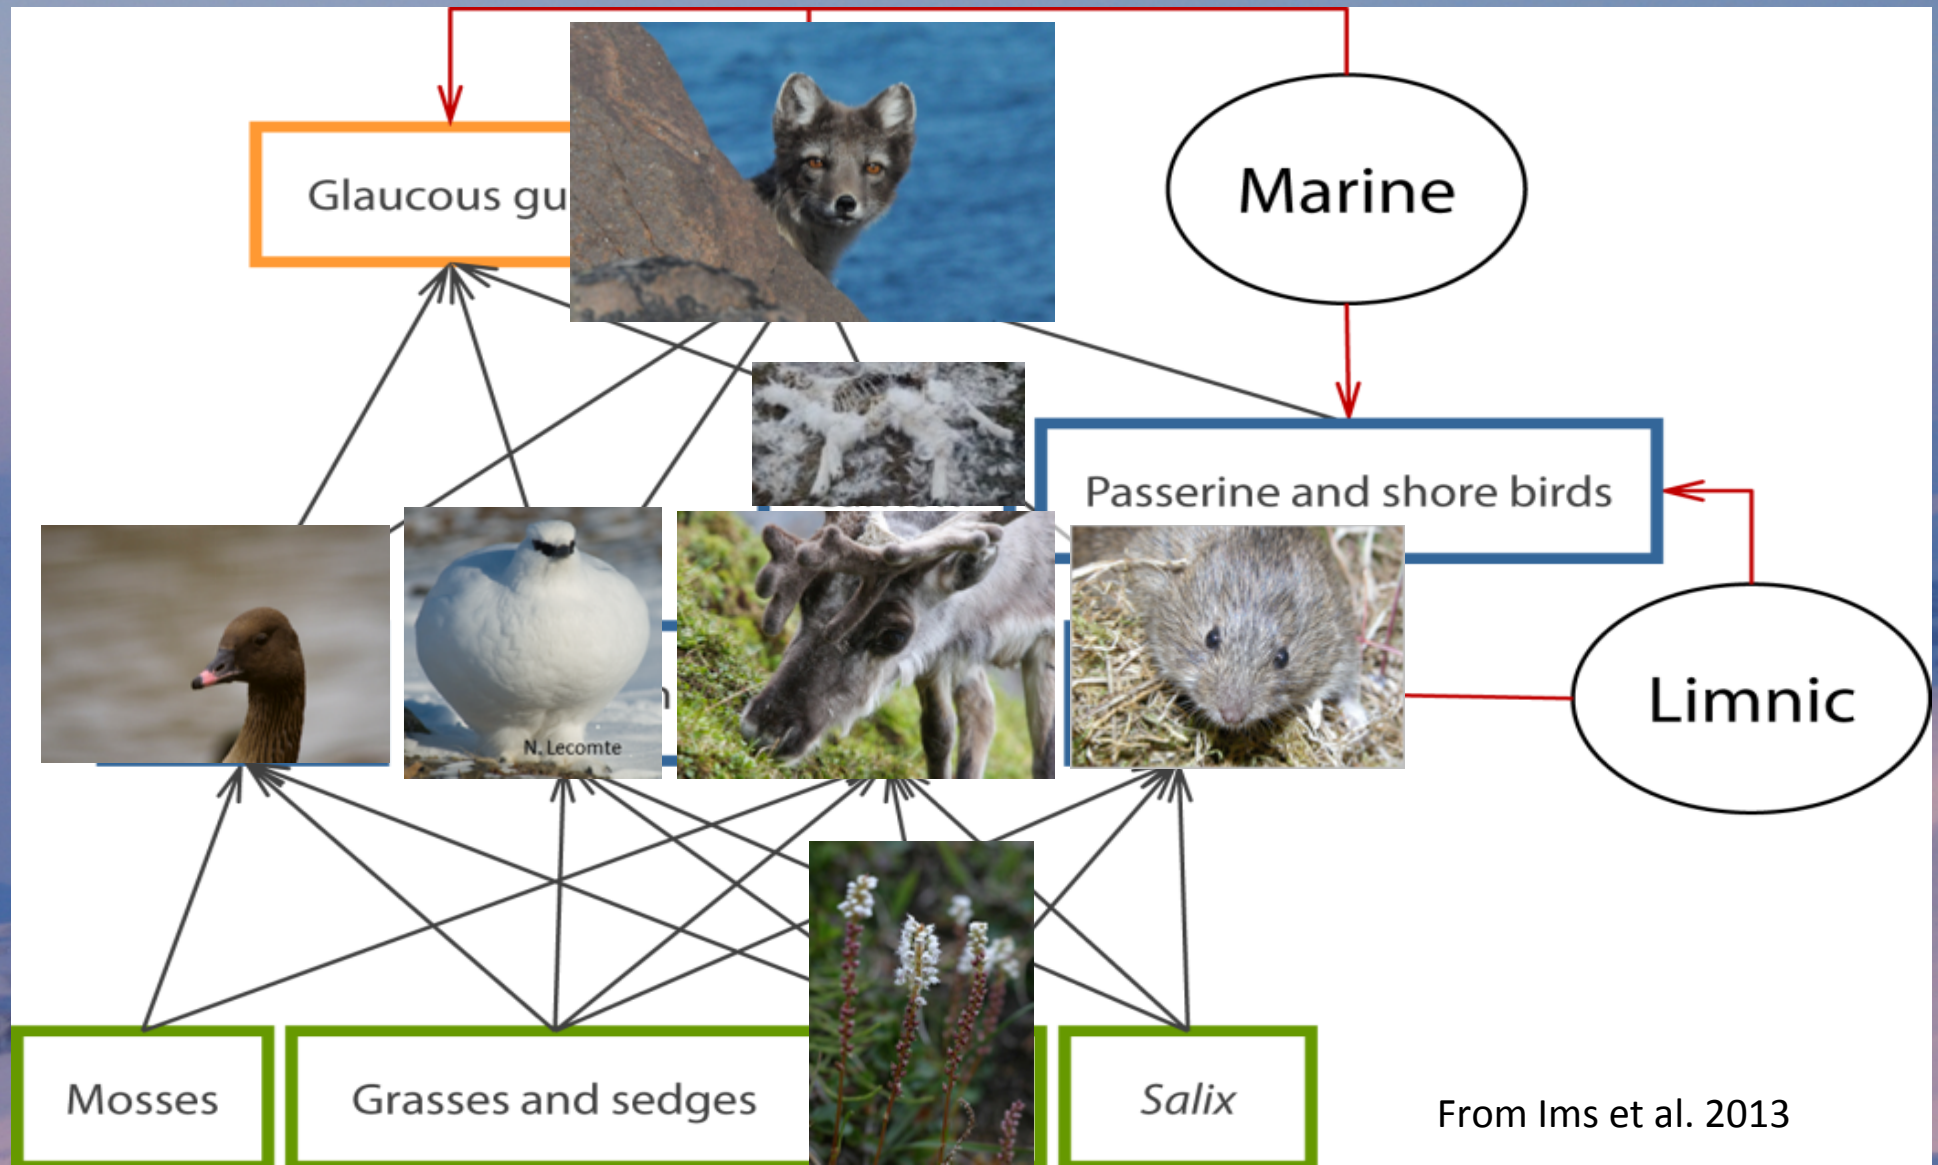 Glaucous gu
Marine
Passerine and shore birds
N. Lecomte
n
Limnic
Mosses
Grasses and sedges
Salix
From Ims et al. 2013